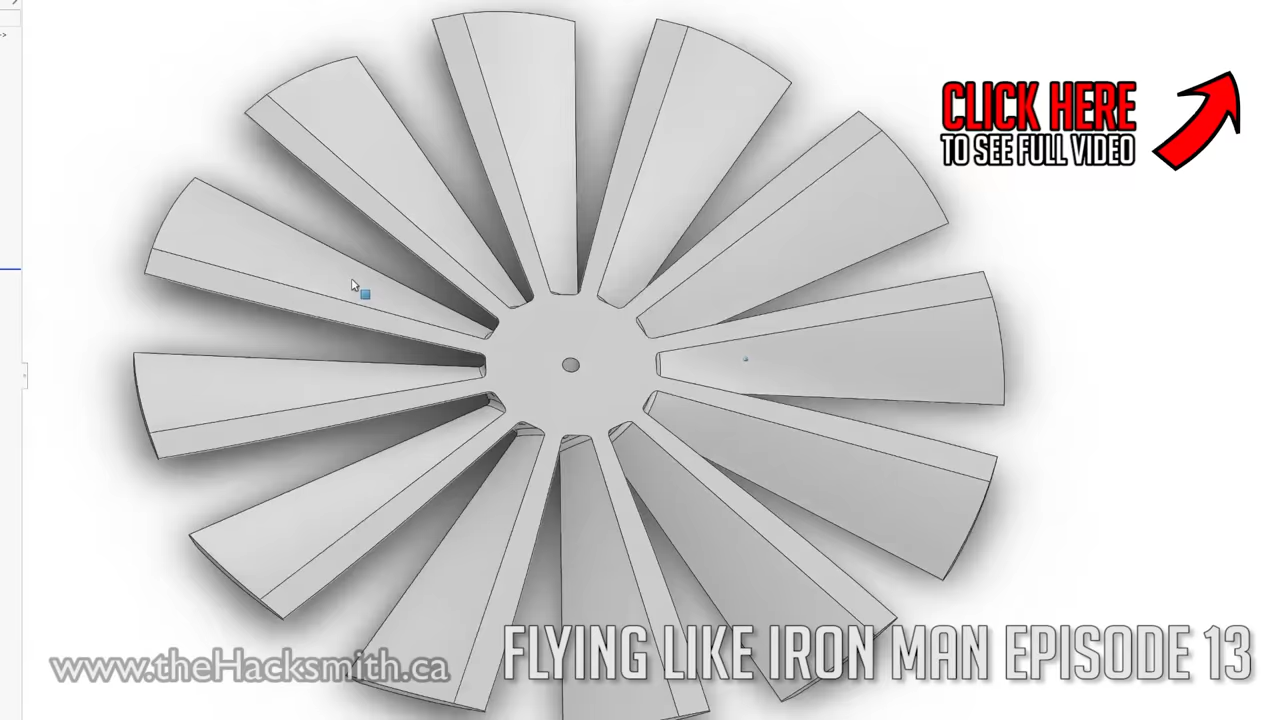 CLICK HERE
TO SEE FULL VIDEO
www.theHacksmith.ca
FLYING LIKE IRON MAN EPISODE 13